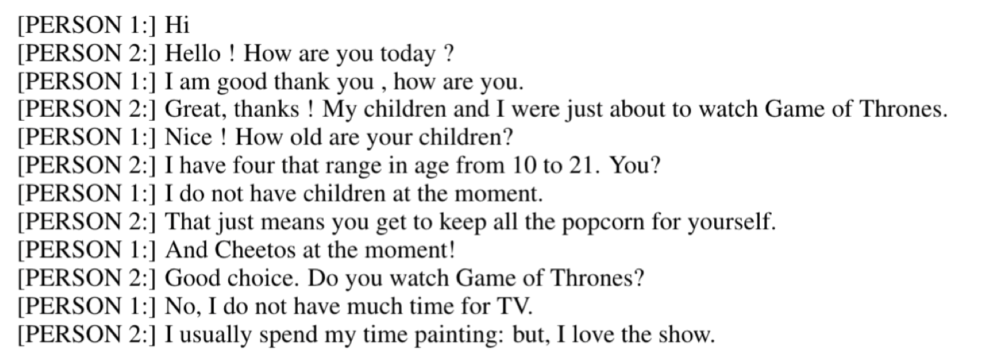 [PERSON 1:] Hi
[PERSON 2:] Hello ! How are you today ?
[PERSON 1:] I am good thank you , how are you.
[PERSON 2:] Great, thanks ! My children and I were just about to watch Game of Thrones.
[PERSON 1:] Nice ! How old are your children?
[PERSON 2:] I have four that range in age from 10 to 21. You?
[PERSON 1:] I do not have children at the moment.
[PERSON 2:] That just means you get to keep all the popcorn for yourself.
[PERSON 1:] And Cheetos at the moment!
[PERSON 2:] Good choice. Do you watch Game of Thrones?
[PERSON 1:] No, I do not have much time for TV.
[PERSON 2:] I usually spend my time painting: but, I love the show.